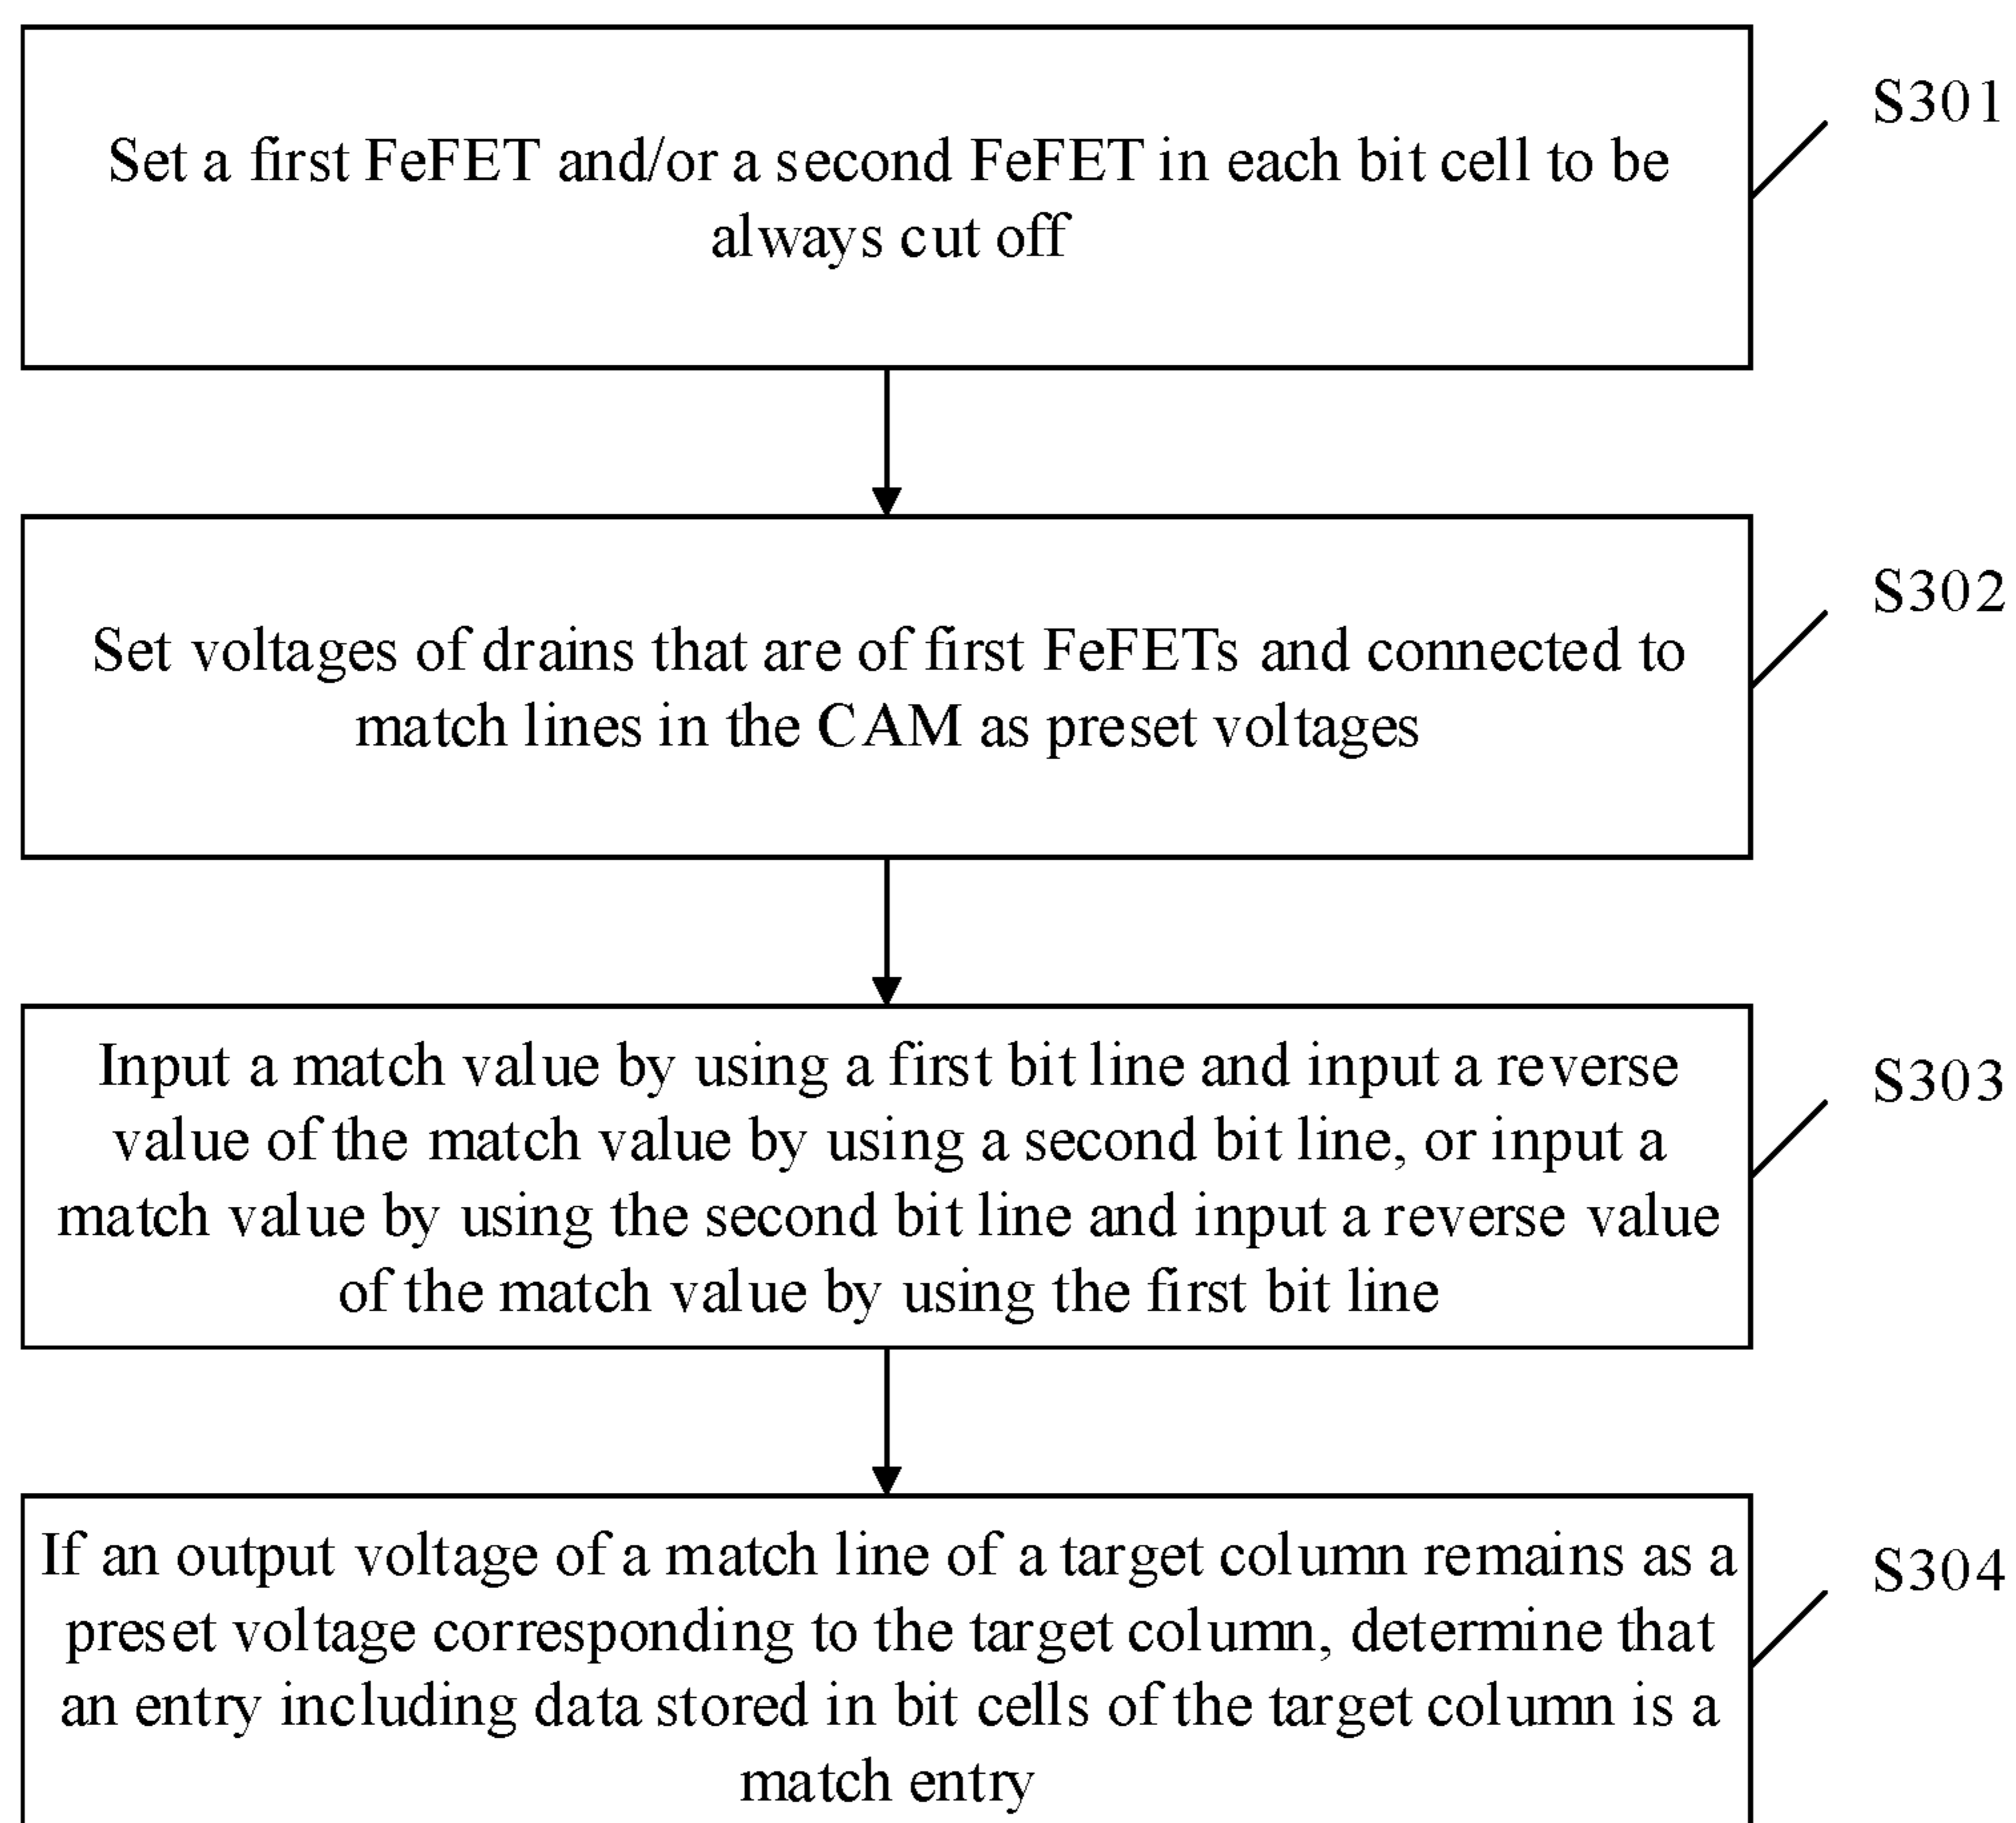 S301
Set a first FeFET and/or a second FeFET in each bit cell to be
always cut off
S302
Set voltages of drains that are of first FeFETs and connected to
match lines in the CAM as preset voltages
S303
Input a match value by using a first bit line and input a reverse
value of the match value by using a second bit line, or input a
match value by using the second bit line and input a reverse value
of the match value by using the first bit line
S304
If an output voltage of a match line of a target column remains as a
preset voltage corresponding to the target column, determine that
an entry including data stored in bit cells of the target column is a
match entry